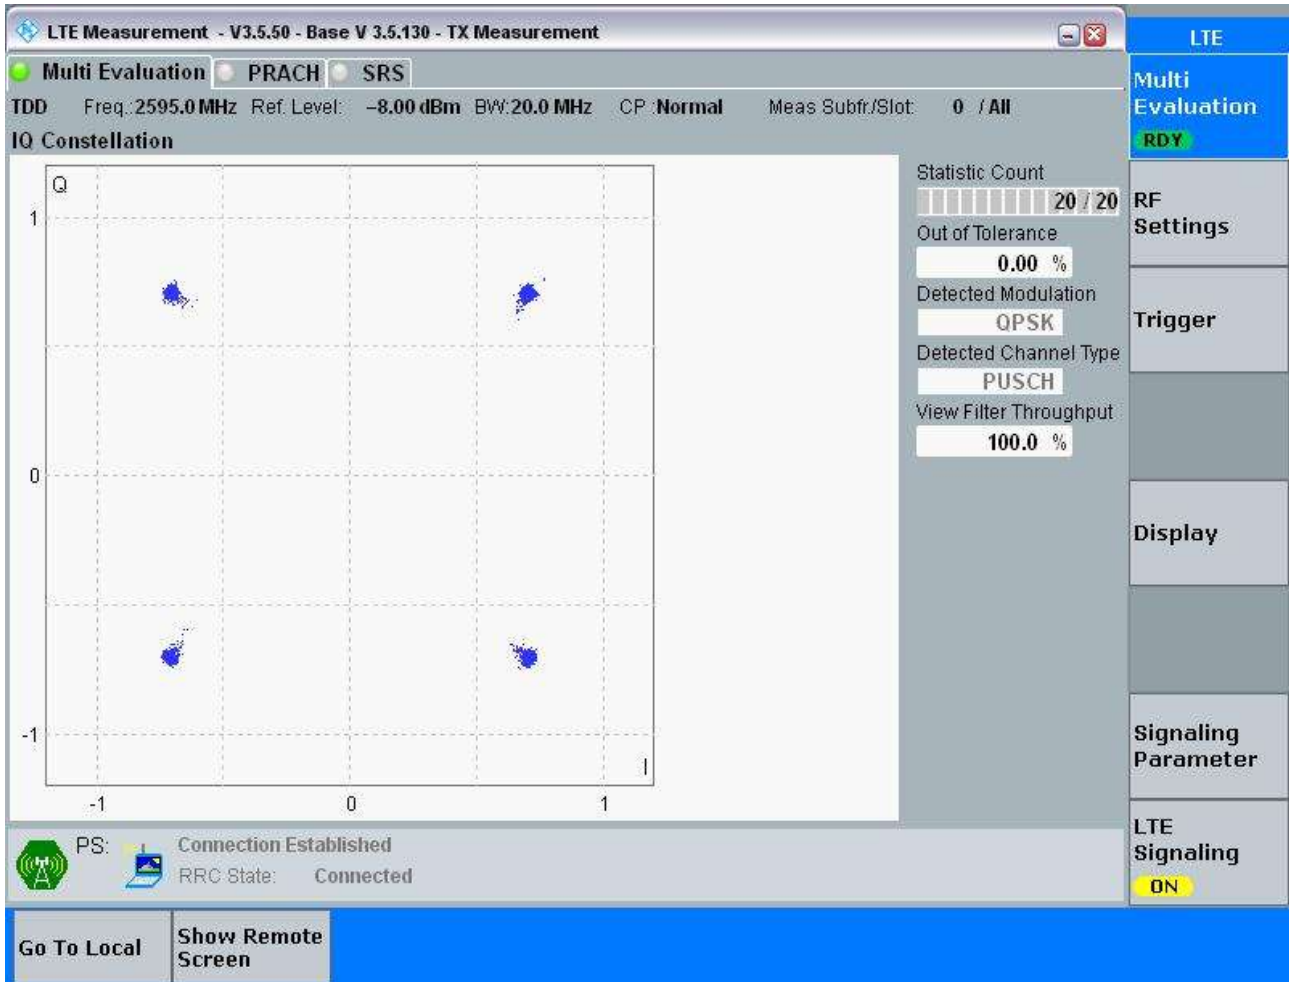 LTE Measurement - V3.5.50 - Base V 3.5.130 - TX Measurement
LTE
Multi Evaluation PRACH SRS
Multi
Evaluation
RDY
TDD Freq.:2595.0 MHz Ref. Level: –8.00 dBm BW:20.0 MHz CP :Normal Meas Subfr./Slot: 0 / All
IQ Constellation
Q
1
0
-1
I
-1 0 1
Statistic Count
20 / 20
Out of Tolerance
0.00 %
Detected Modulation
QPSK
Detected Channel Type
PUSCH
View Filter Throughput
100.0 %
RF
Settings
Trigger
Display
Signaling
Parameter
LTE
Signaling
ON
PS: Connection Established
RRC State: Connected
Go To Local
Show Remote
Screen